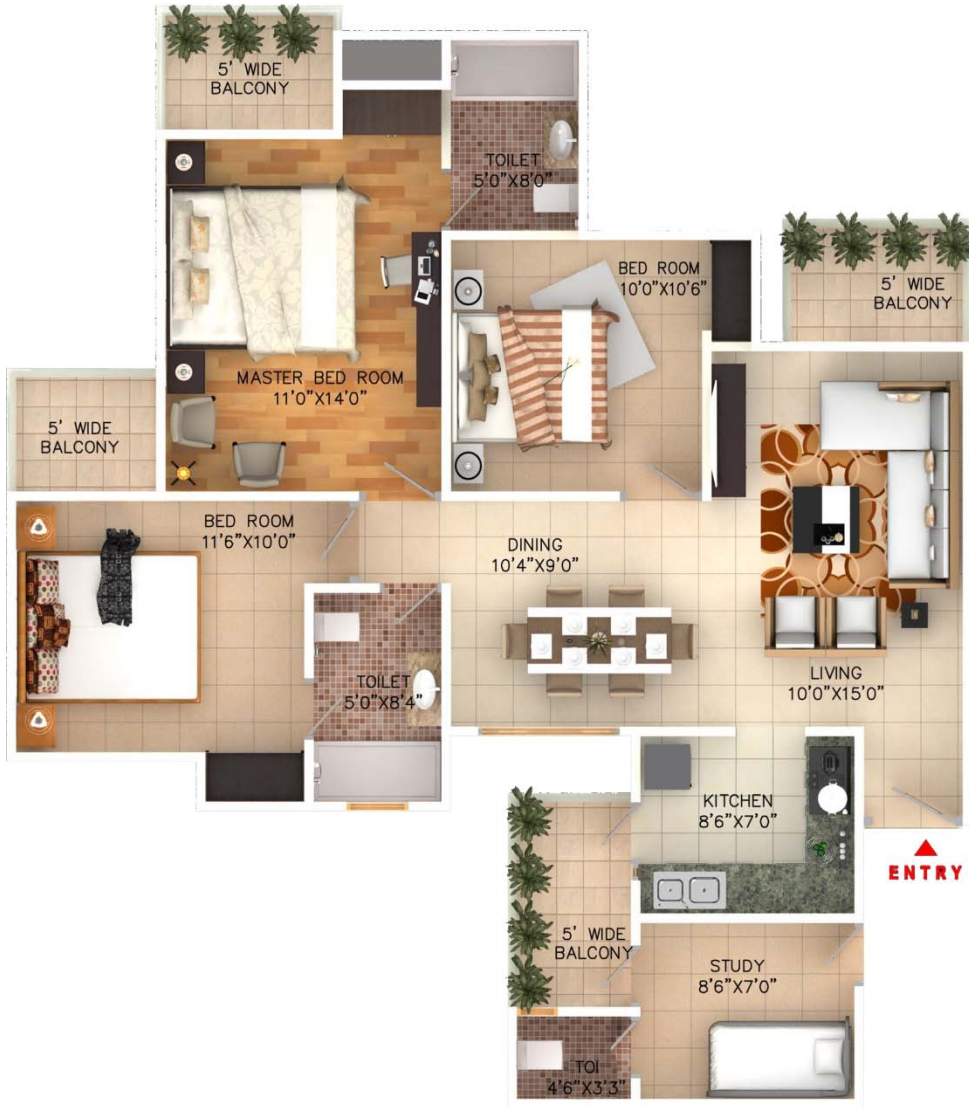 5' WIDE
BALCONY
TOILET
5'0"X8'0"
BED ROOM
10'0"X10'6"
5' WIDE
BALCONY
MASTER BED ROOM
11'0"X14'0"
5' WIDE
BALCONY
BED ROOM
11'6"X10'0"
DINING
10'4"X9'0"
TOILET
5'0"X8'4"
LIVING
10'0"X15'0"
KITCHEN
8'6"X7'0"
ENTRY
5' WIDE
BALCONY
STUDY
8'6"X7'0"
TOI
4'6"X3'3"